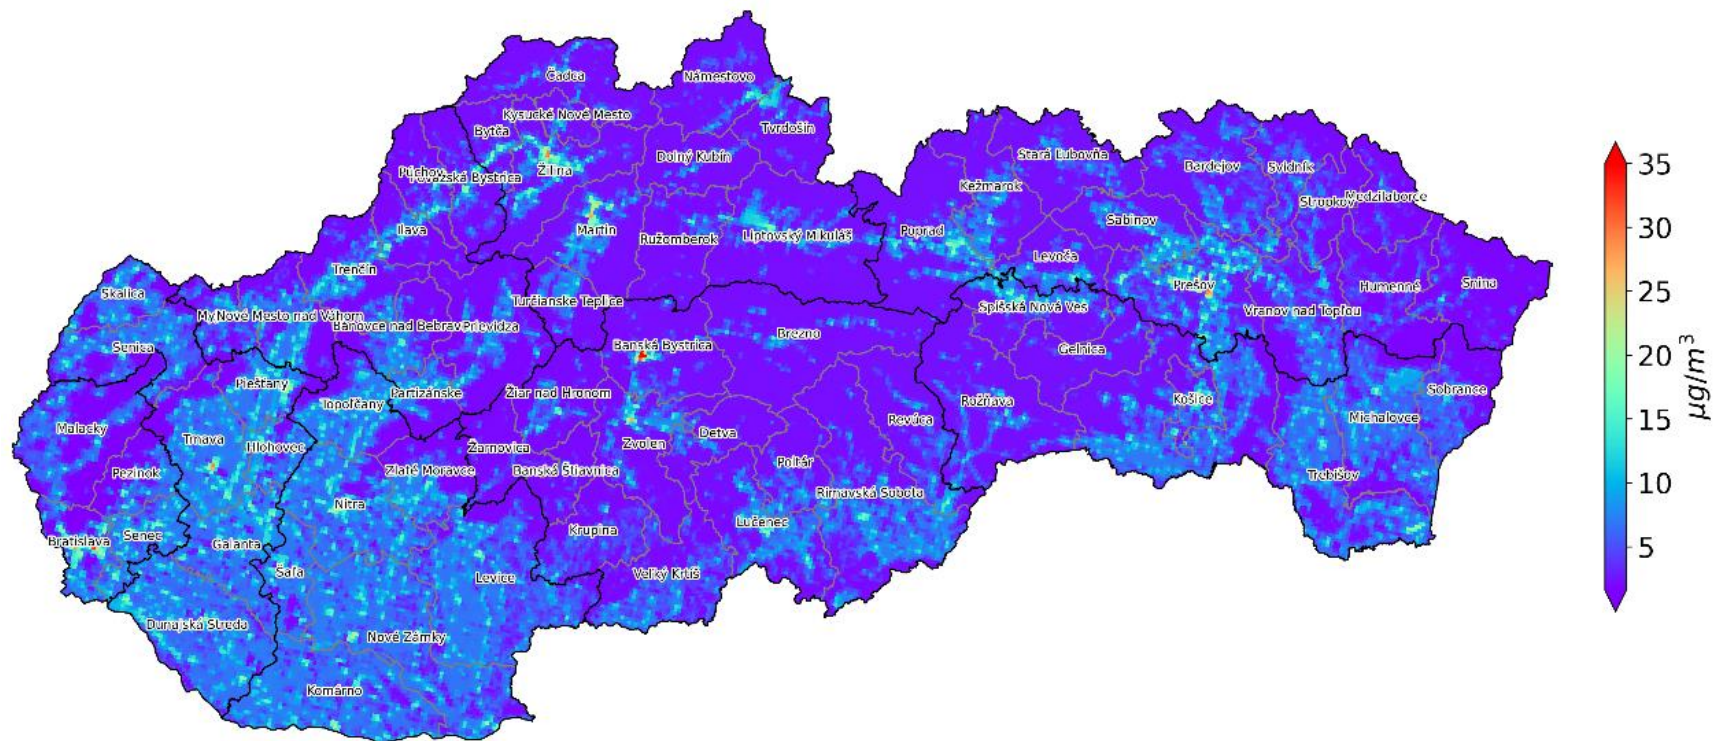 Čadca
Námestovo
Kysucké Nové Mesto
Bytča
Tvrdošín
Dolný Kubín
Žilina
Púchov
Považská Bystrica
Stará Ľubovňa
Bardejov
Svidník
Kežmarok
Medzilaborce
Stropkov
Sabinov
Ilava
Martin
Ružomberok
Liptovský Mikuláš
Poprad
Levoča
Trenčín
Prešov
Humenné
Snina
Skalica
Turčianske Teplice
Spišská Nová Ves
Vranov nad Topľou
Nové Mesto nad Váhom
Bánovce nad Bebravou
Prievidza
Brezno
Senica
Banská Bystrica
Gelnica
Piešťany
Partizánske
Žiar nad Hronom
Sobrance
Topoľčany
Rožňava
Košice
Michalovce
Malacky
Trnava
Hlohovec
Revúca
Zvolen
Detva
Žarnovica
Pezinok
Zlaté Moravce
Banská Štiavnica
Poltár
Trebišov
Nitra
Rimavská Sobota
Lučenec
Krupina
Bratislava
Senec
Galanta
Šaľa
Levice
Veľký Krtíš
Dunajská Streda
Nové Zámky
Komárno
35
30
25
20
15
10
5
µg/m³